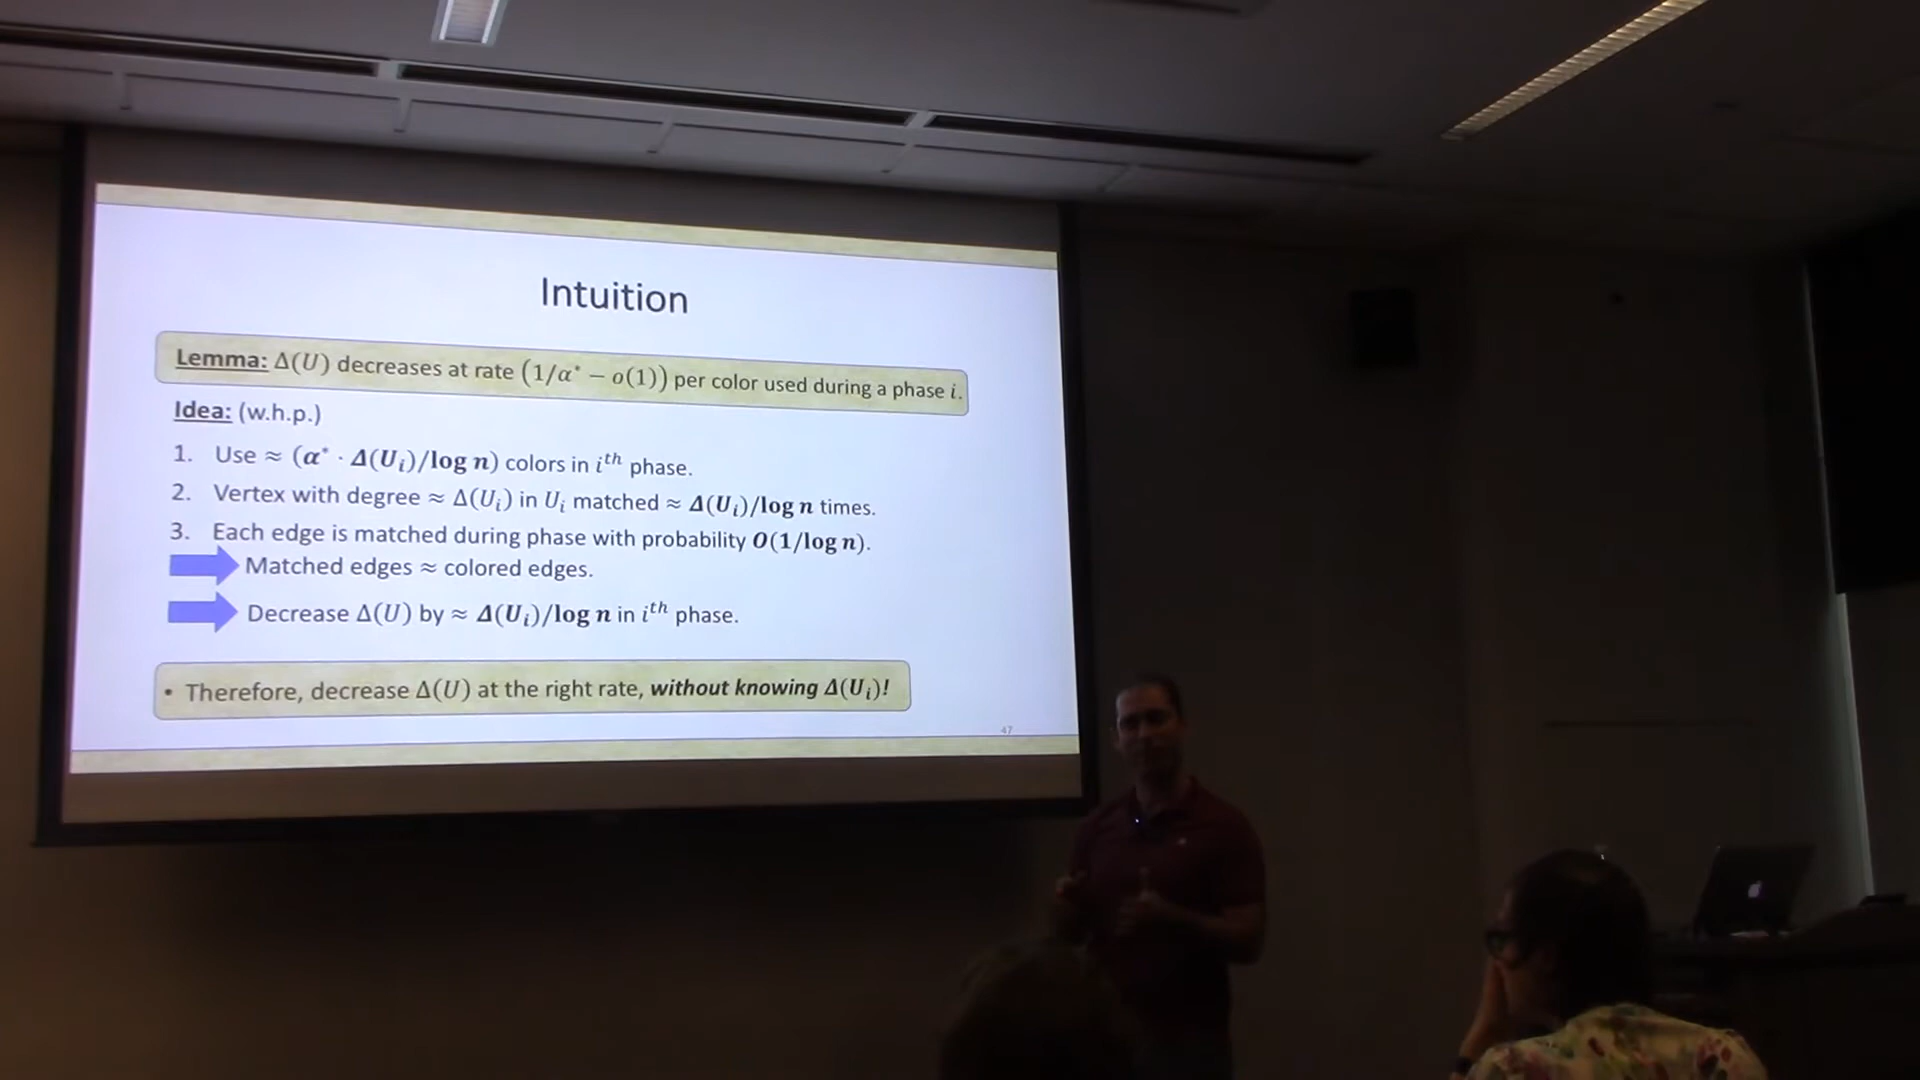 Intuition
Lemma: Δ(U) decreases at rate (1/α* − o(1)) per color used during a phase i.
Idea: (w.h.p.)
1. Use ≈ (α* · Δ(Uᵢ)/log n) colors in iᵗʰ phase.
2. Vertex with degree ≈ Δ(Uᵢ) in Uᵢ matched ≈ Δ(Uᵢ)/log n times.
3. Each edge is matched during phase with probability O(1/log n).
Matched edges ≈ colored edges.
Decrease Δ(U) by ≈ Δ(Uᵢ)/log n in iᵗʰ phase.
• Therefore, decrease Δ(U) at the right rate, without knowing Δ(Uᵢ)!
47